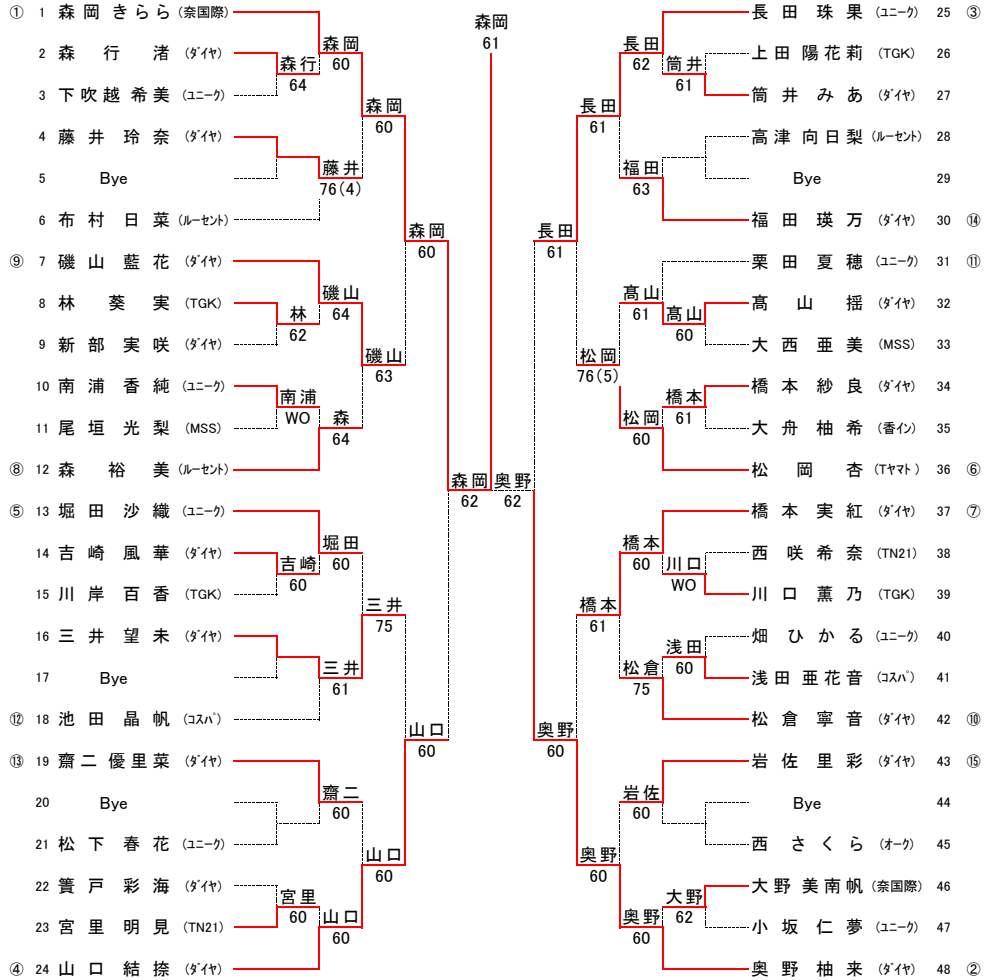 森岡
61
① 1 森岡 きらら (奈国際)
2 森 行 渚 (ダイヤ)
3 下吹越 希美 (ユニーク)
4 藤井 玲奈 (ダイヤ)
5 Bye
6 布村 日菜 (ルーセント)
⑨ 7 磯山 藍花 (ダイヤ)
8 林 葵実 (TGK)
9 新部 実咲 (ダイヤ)
10 南浦 香純 (ユニーク)
11 尾垣 光梨 (MSS)
⑧ 12 森 裕美 (ルーセント)
⑤ 13 堀田 沙織 (ユニーク)
14 吉崎 風華 (ダイヤ)
15 川岸 百香 (TGK)
16 三井 望未 (ダイヤ)
17 Bye
⑫ 18 池田 晶帆 (コスパ)
⑬ 19 齋二 優里菜 (ダイヤ)
20 Bye
21 松下 春花 (ユニーク)
22 簀戸 彩海 (ダイヤ)
23 宮里 明見 (TN21)
④ 24 山口 結捺 (ダイヤ)
森行
64
林
62
南浦
WO
吉崎
60
宮里
60
森岡
60
藤井
76(4)
磯山
64
森
64
堀田
60
三井
61
齋二
60
山口
60
森岡
60
磯山
63
三井
75
山口
60
森岡
60
山口
60
森岡
62
奥野
62
長田
61
奥野
60
長田
61
松岡
76(5)
橋本
61
奥野
60
長田
62
福田
63
髙山
61
松岡
60
橋本
60
松倉
75
岩佐
60
奥野
60
筒井
61
髙山
60
橋本
61
川口
WO
浅田
60
大野
62
長田 珠果 (ユニーク) 25 ③
上田 陽花莉 (TGK) 26
筒井 みあ (ダイヤ) 27
高津 向日梨 (ルーセント) 28
Bye 29
福田 瑛万 (ダイヤ) 30 ⑭
栗田 夏穂 (ユニーク) 31 ⑪
髙山 揺 (ダイヤ) 32
大西 亜美 (MSS) 33
橋本 紗良 (ダイヤ) 34
大舟 柚希 (香イン) 35
松岡 杏 (Tヤマト) 36 ⑥
橋本 実紅 (ダイヤ) 37 ⑦
西 咲希奈 (TN21) 38
川口 薫乃 (TGK) 39
畑 ひかる (ユニーク) 40
浅田 亜花音 (コスパ) 41
松倉 寧音 (ダイヤ) 42 ⑩
岩佐 里彩 (ダイヤ) 43 ⑮
Bye 44
西 さくら (オーク) 45
大野 美南帆 (奈国際) 46
小坂 仁夢 (ユニーク) 47
奥野 柚来 (ダイヤ) 48 ②